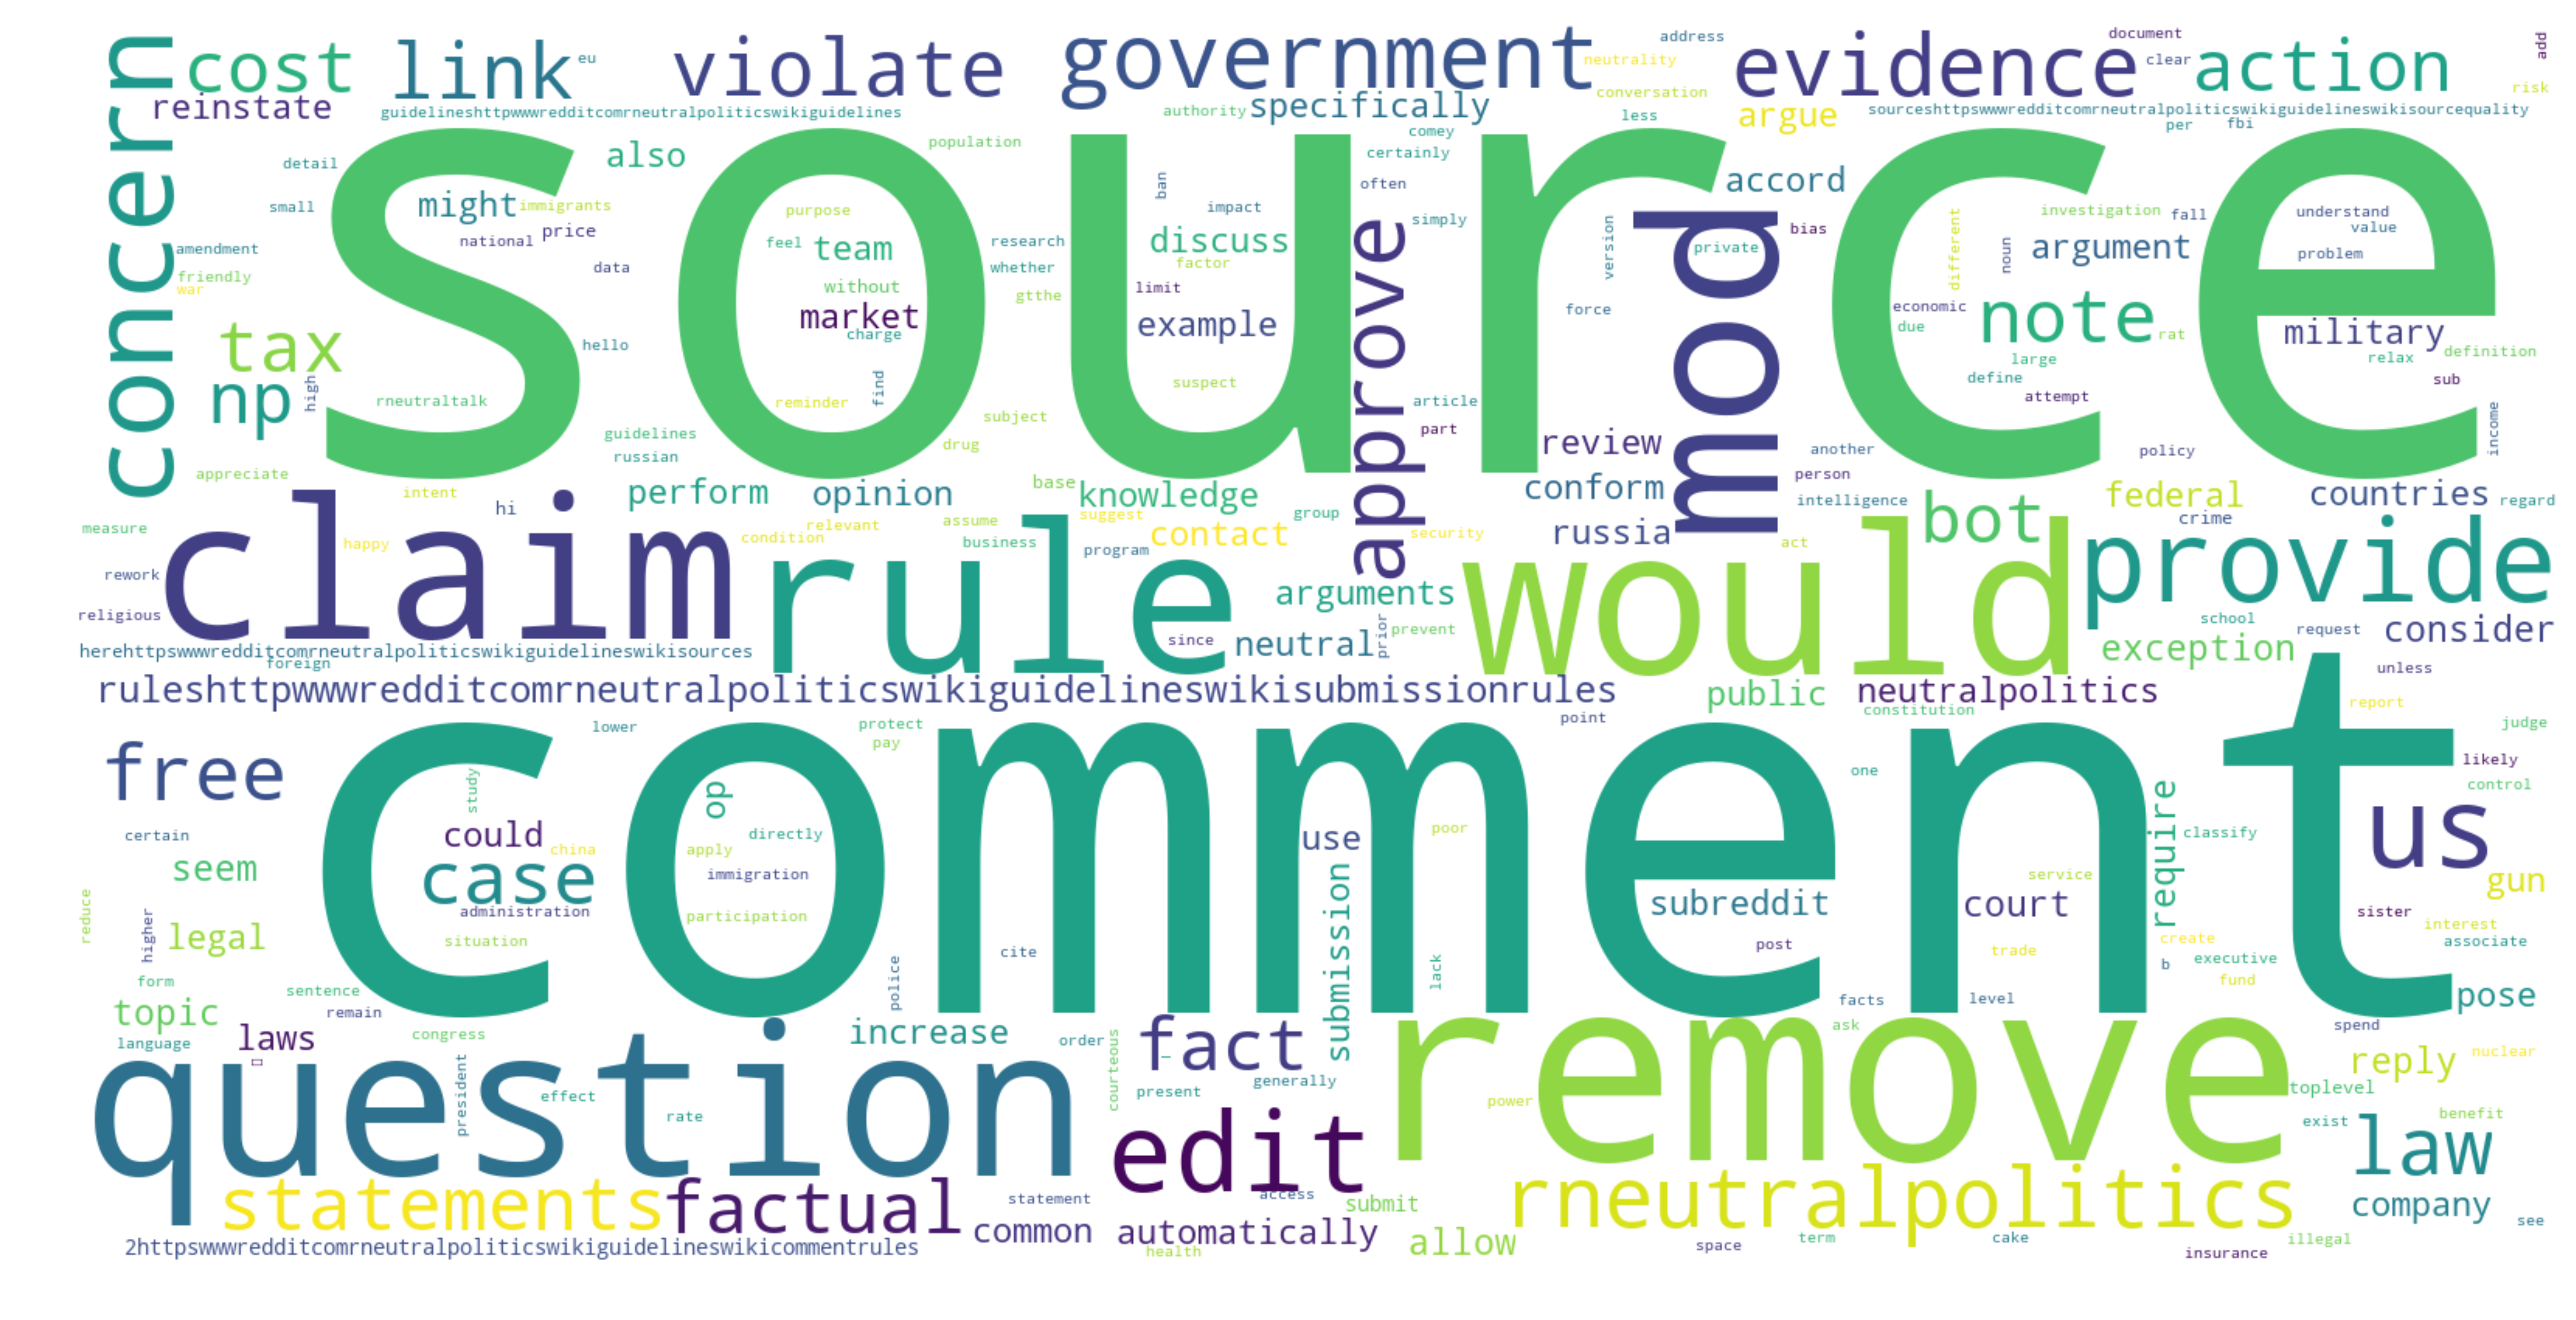 concern
cost
link
eu
violate
government
address
neutrality
evidence
document
clear
action
add
reinstate
guidelineshttpwwwredditcomrneutralpoliticswikiguidelines
authority
specifically
conversation
less
argue
sourceshttpswwwredditcomrneutralpoliticswikiguidelineswikisourcequality
risk
per
fbi
source
detail
also
population
comey
certainly
accord
small
might
immigrants
national
price
purpose
feel
team
ban
impact
often
simply
version
private
bias
different
investigation
fall
noun
argument
understand
value
problem
amendment
friendly
war
data
without
research
whether
discuss
factor
gtthe
limit
approve
mod
market
charge
example
force
economic
due
note
rat
military
relax
definition
tax
hello
large
np
high
rneutraltalk
reminder
find
suspect
article
define
attempt
sub
income
guidelines
russian
subject
drug
part
review
another
policy
appreciate
intent
hi
perform
opinion
base
knowledge
conform
person
intelligence
federal
countries
regard
measure
claim
happy
condition
relevant
assume
business
suggest
contact
group
security
russia
act
bot
crime
program
rework
rule
would
provide
religious
since
arguments
neutral
prior
prevent
school
request
consider
herehttpswwwredditcomrneutralpoliticswikiguidelineswikisources
foreign
exception
unless
ruleshttpwwwredditcomrneutralpoliticswikiguidelineswikisubmissionrules
public
neutralpolitics
constitution
report
lower
protect
pay
point
judge
free
comment
likely
control
study
op
one
require
certain
could
china
directly
use
poor
classify
us
seem
case
apply
immigration
submission
service
gun
reduce
higher
legal
administration
participation
subreddit
court
sister
interest
situation
cite
post
trade
create
associate
form
police
lack
b
executive
fund
topic
sentence
remain
facts
level
pose
language
laws
congress
increase
order
fact
ask
spend
question
president
courteous
present
generally
remove
reply
nuclear
effect
rate
power
toplevel
edit
exist
law
benefit
statements
factual
statement
access
submit
rneutralpolitics
company
see
common
automatically
2httpswwwredditcomrneutralpoliticswikiguidelineswikicommentrules
health
allow
space
term
cake
insurance
illegal